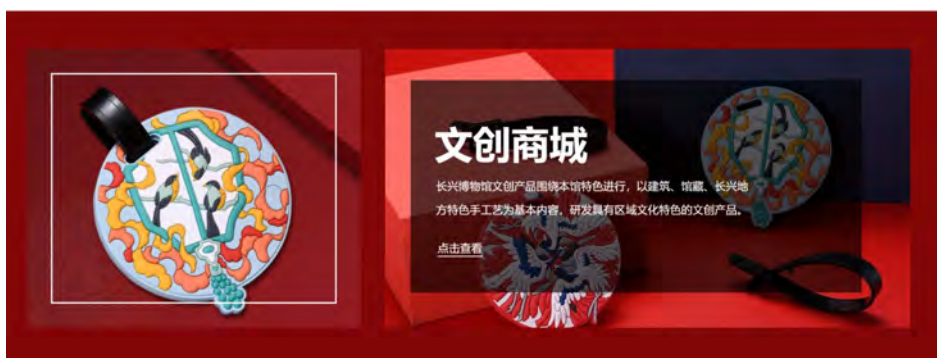 文创商城
长兴博物馆文创产品围绕本馆特色进行，以建筑、馆藏、长兴地
方特色手工艺为基本内容，研发具有区域文化特色的文创产品。
点击查看